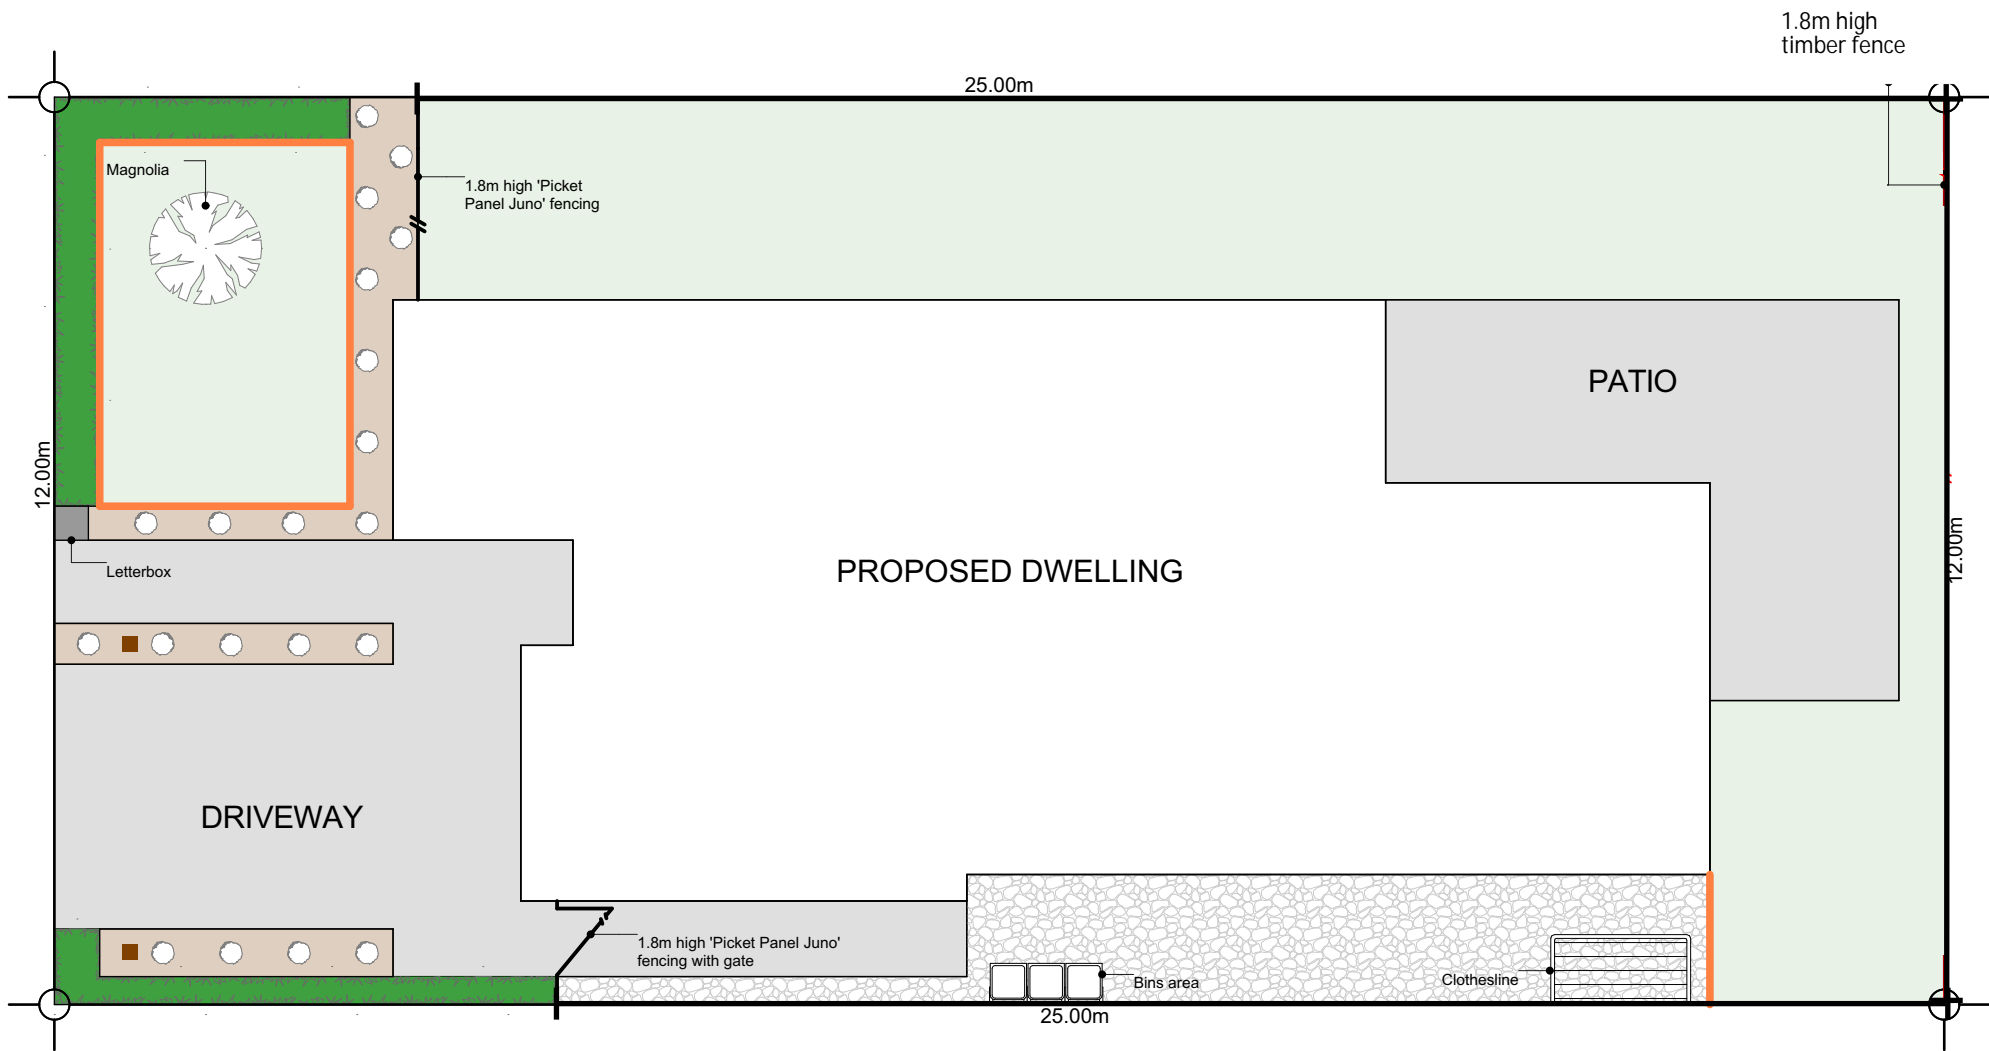 1.8m high
timber fence
25.00m
Magnolia
1.8m high 'Picket
Panel Juno' fencing
PATIO
12.00m
12.00m
Letterbox
PROPOSED DWELLING
DRIVEWAY
1.8m high 'Picket Panel Juno'
fencing with gate
Bins area
Clothesline
25.00m